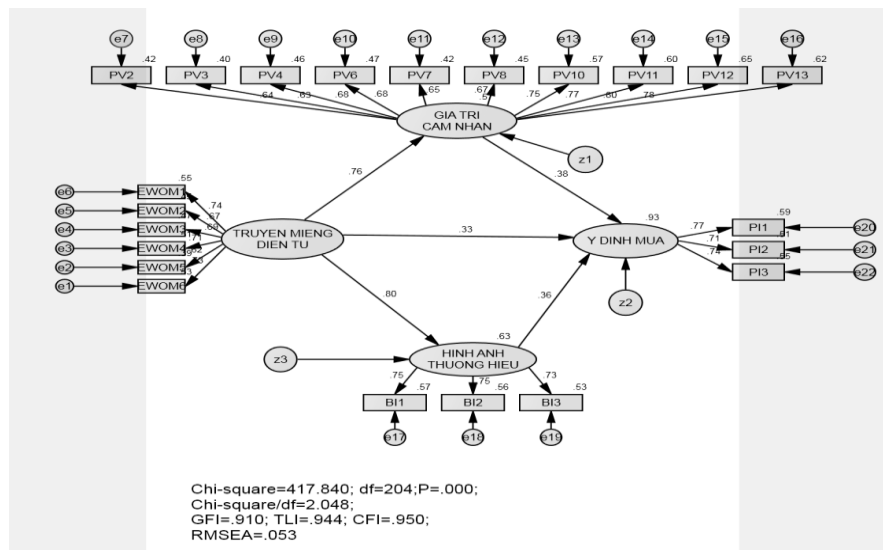 e7 e8 e9 e10 e11 e12 e13 e14 e15 e16
.42 .40 .46 .47 .42 .45 .57 .60 .65 .62
PV2 PV3 PV4 PV6 PV7 PV8 PV10 PV11 PV12 PV13
.64 .63 .68 .68 .65 .67 .75 .77 .80 .78
GIA TRI
CAM NHAN
z1
.76 .38
.55
e6 EWOM1 .74
e5 EWOM2 .67
e4 EWOM3 .69
e3 EWOM4 .71
e2 EWOM5
e1 EWOM6
TRUYEN MIENG
DIEN TU
.33
.93
Y DINH MUA
.77 PI1 .59 e20
.71 PI2 e21
.74 PI3 .55 e22
z2
.80 .36
.63
z3
HINH ANH
THUONG HIEU
.75 .75 .73
.57 .56 .53
BI1 BI2 BI3
e17 e18 e19
Chi-square=417.840; df=204;P=.000;
Chi-square/df=2.048;
GFI=.910; TLI=.944; CFI=.950;
RMSEA=.053